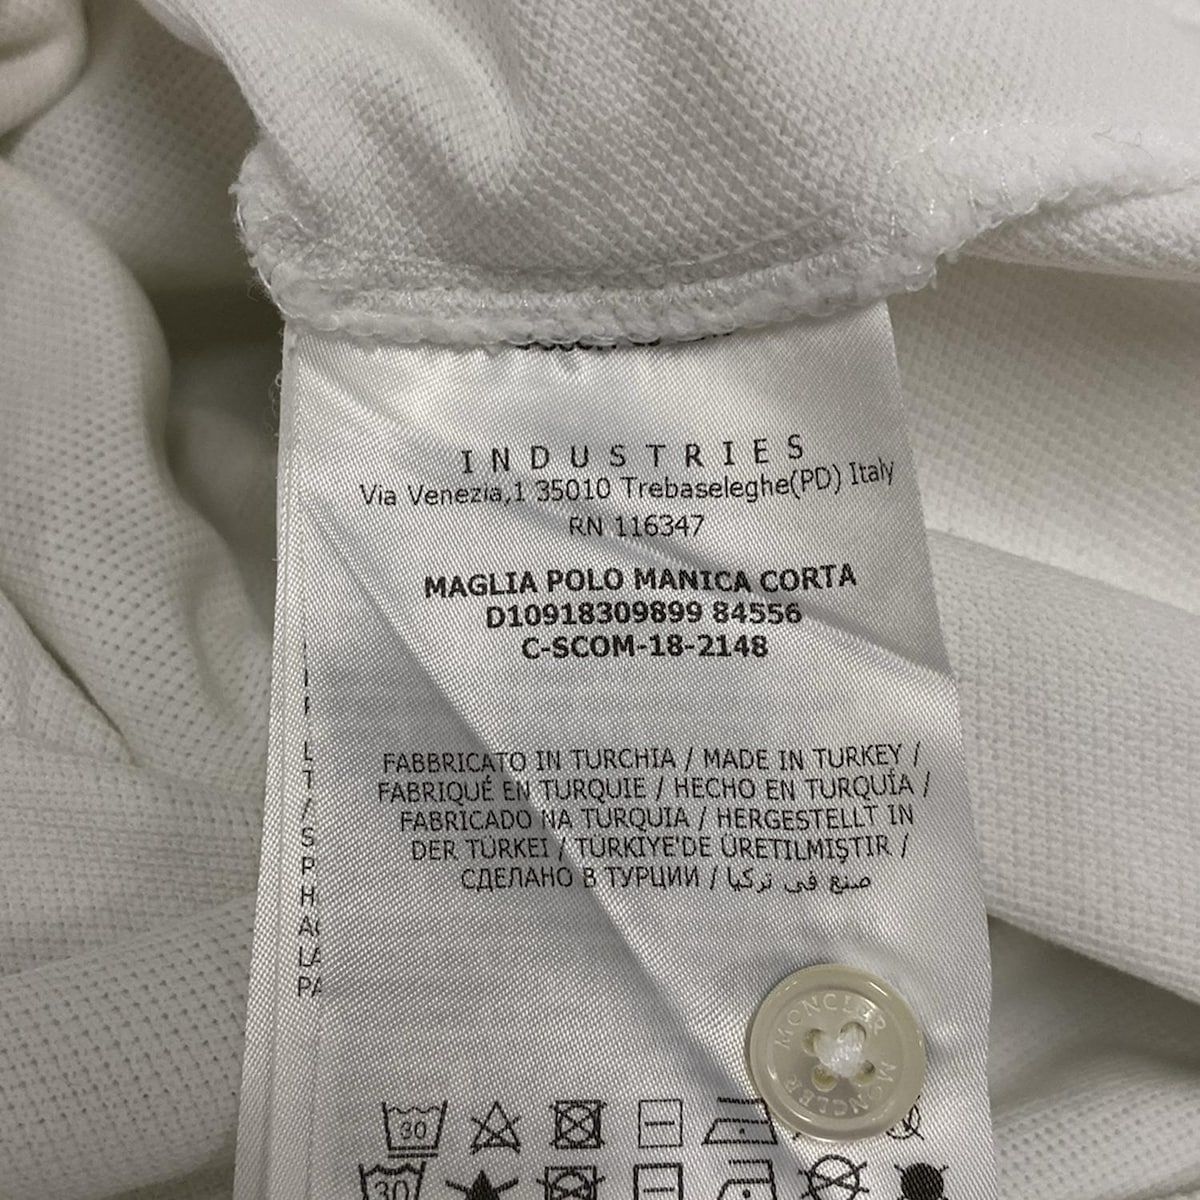 INDUSTRIES
Via Venezia,1 35010 Trebaseleghe(PD) Italy
RN 116347
MAGLIA POLO MANICA CORTA
D10918309899 84556
C-SCOM-18-2148
FABBRICATO IN TURCHIA / MADE IN TURKEY /
FABRIQUÉ EN TURQUIE / HECHO EN TURQUÍA /
FABRICADO NA TURQUIA / HERGESTELLT IN
DER TÜRKEI / TÜRKIYE'DE ÜRETILMIŞTIR /
СДЕЛАНО В ТУРЦИИ / صنع في تركيا
MONCLER
MONCLER
30
30